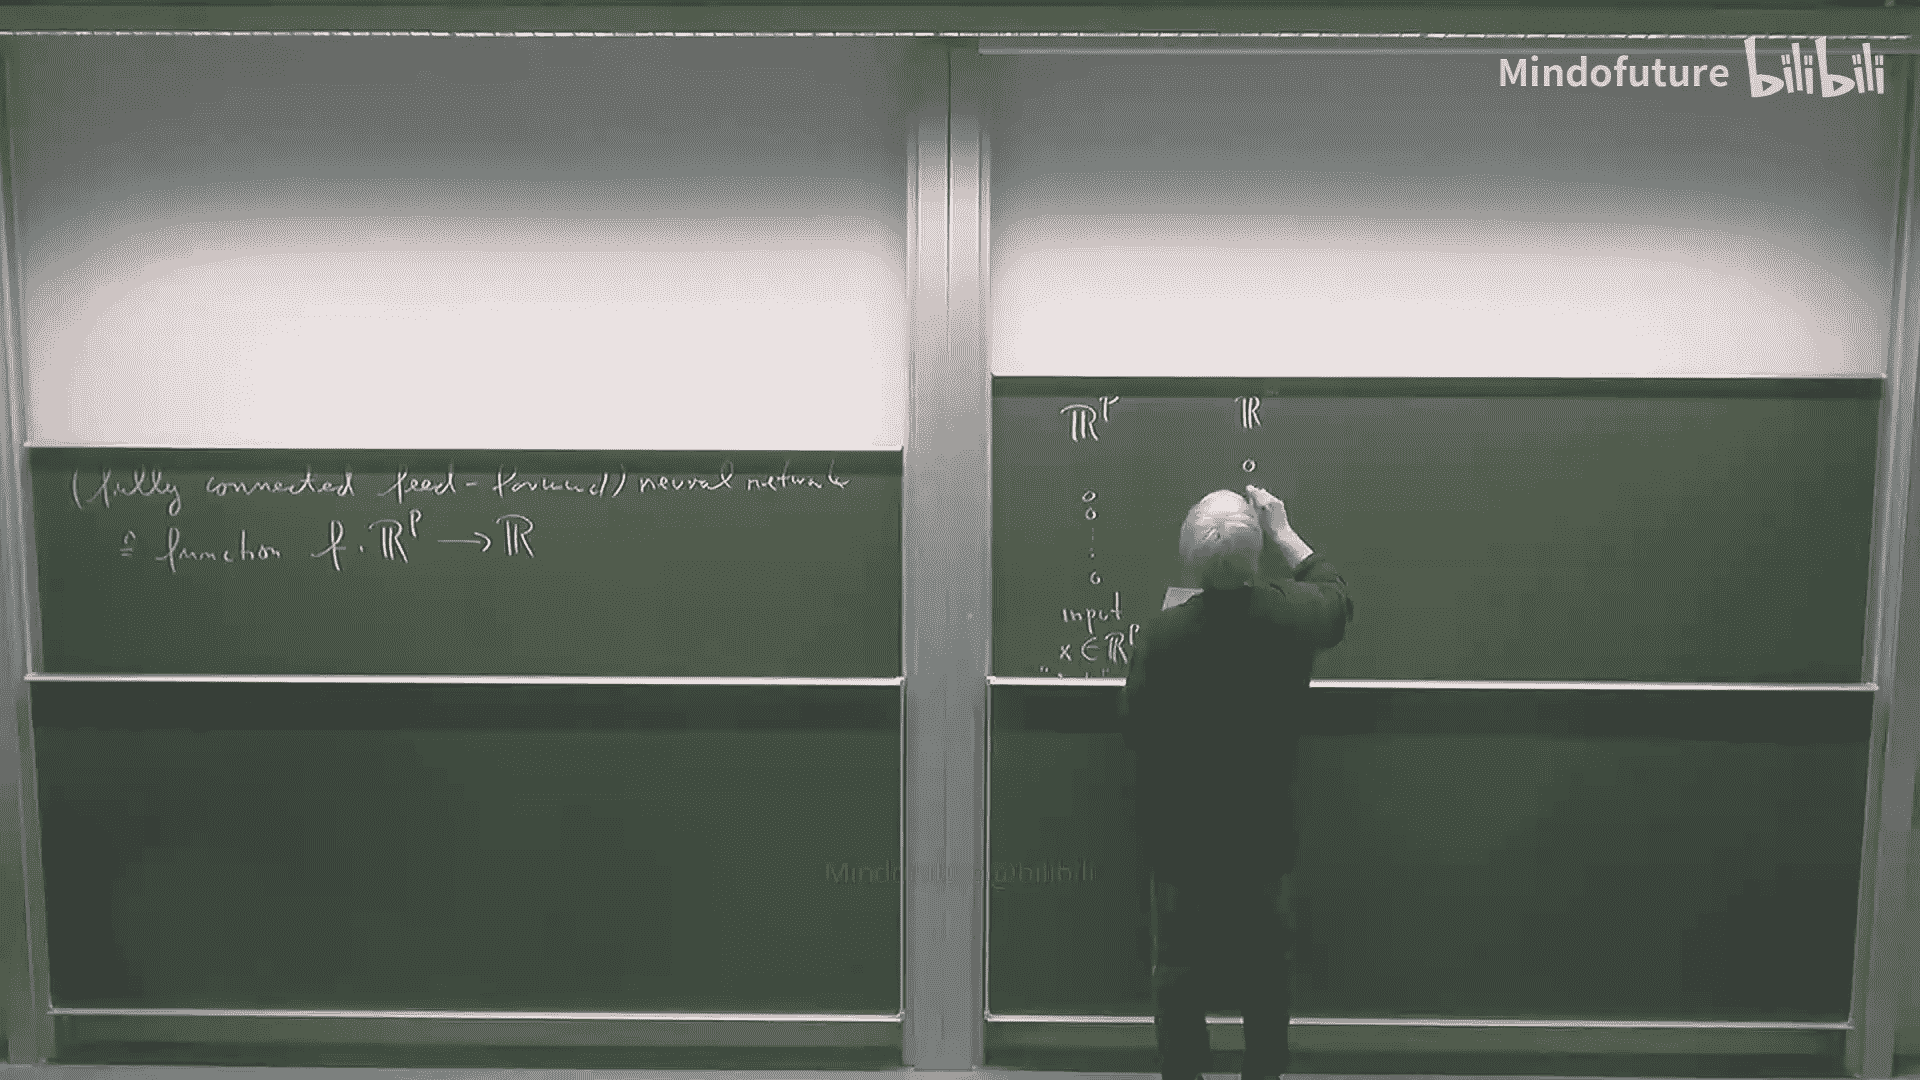 Mindofuture bilibili
(fully connected feed-forward) neural network
≙ function f : ℝᵖ → ℝ
ℝᵖ ℝ
input
x ∈ ℝᵖ
Mindofuture@bilibili